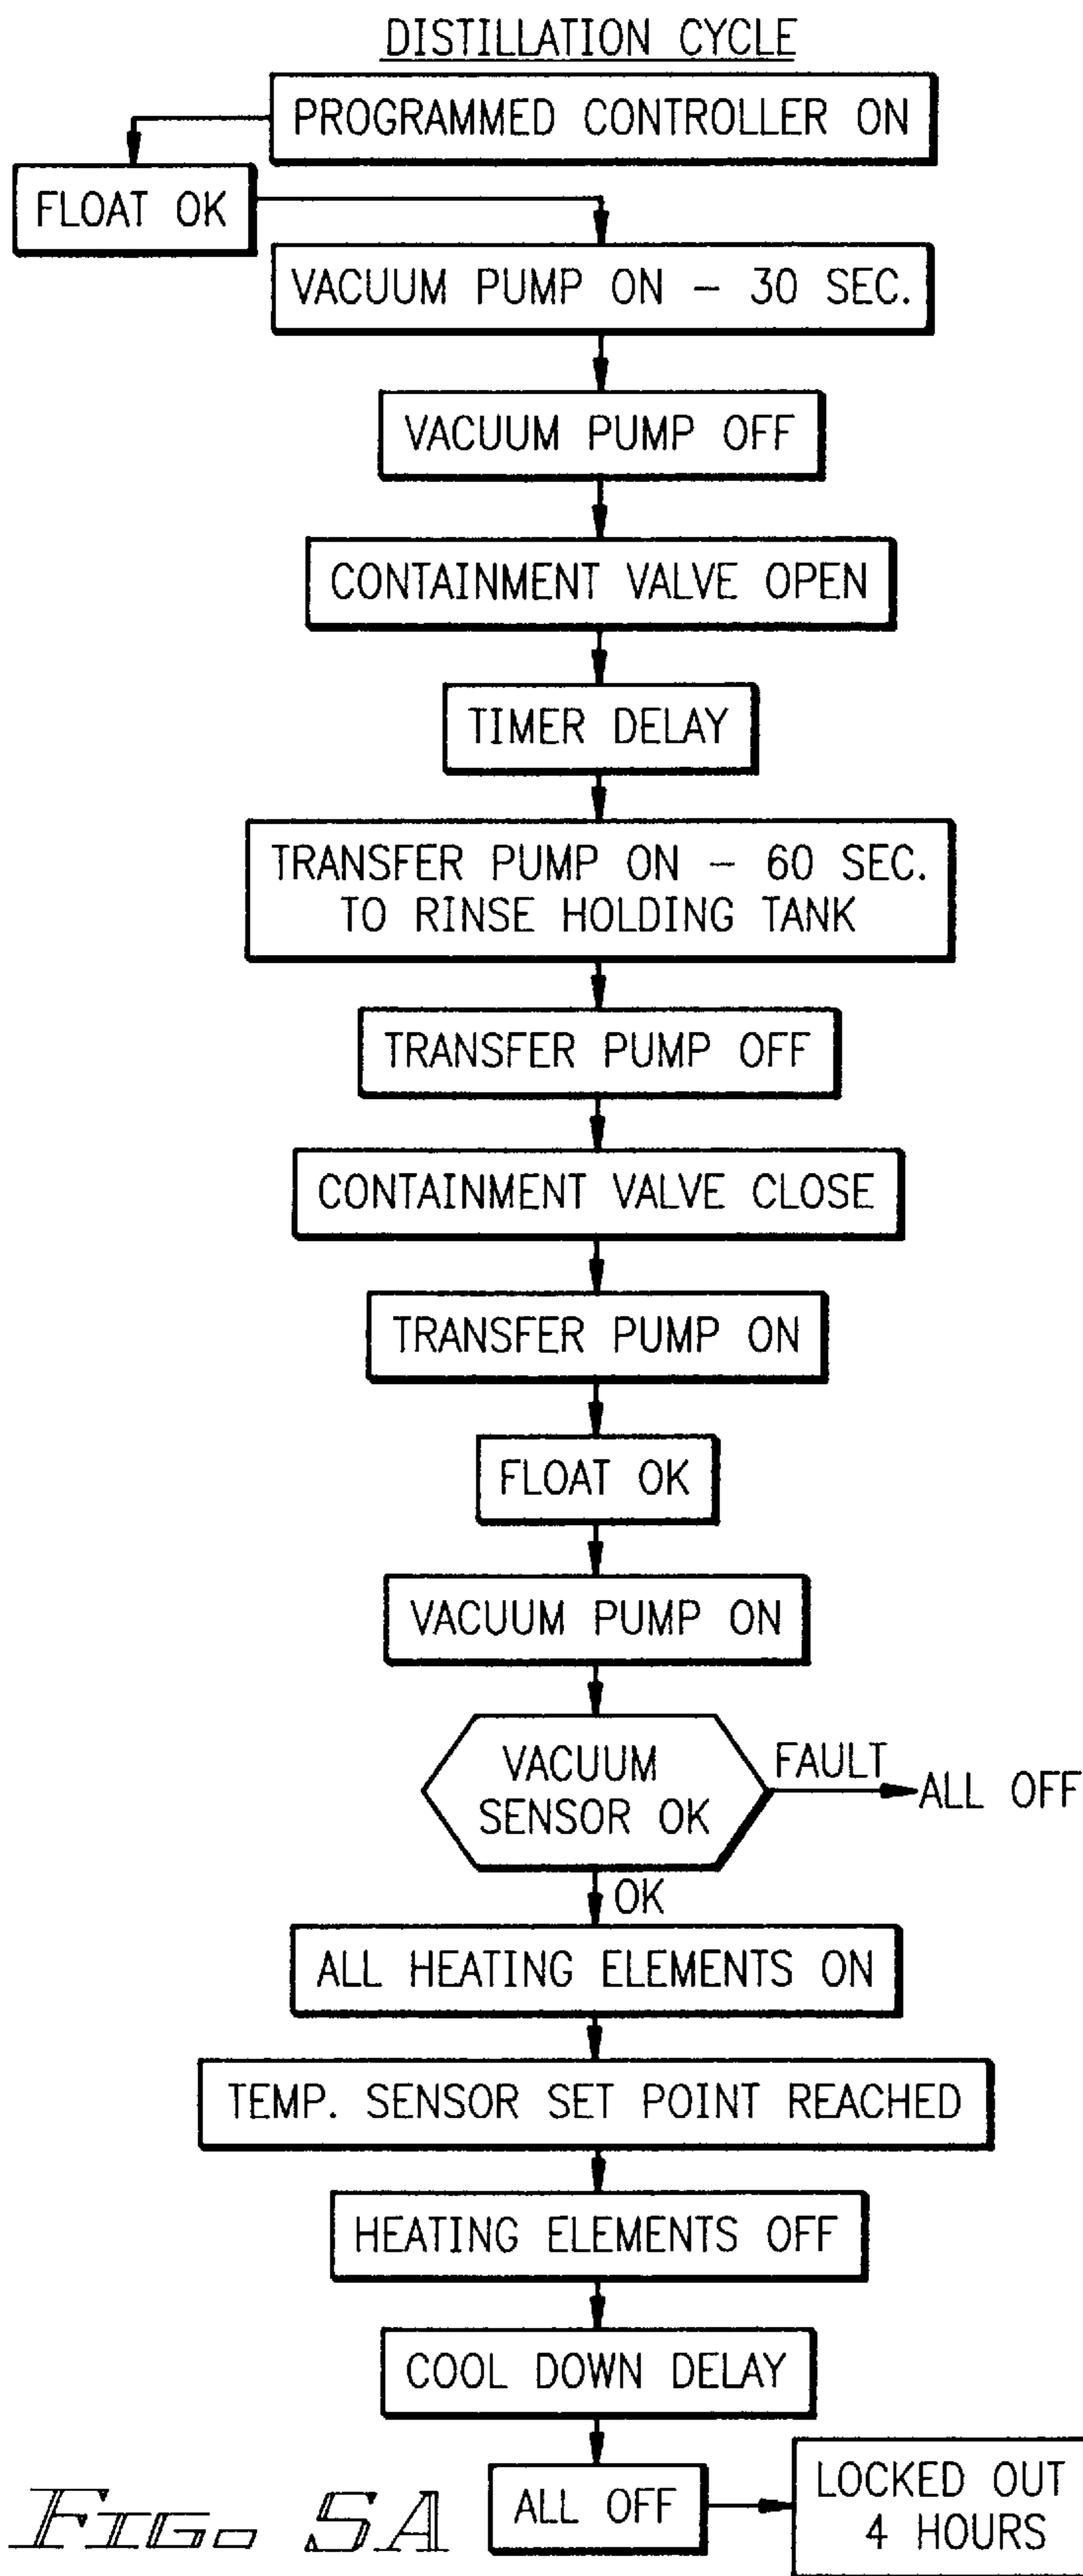 DISTILLATION CYCLE
PROGRAMMED CONTROLLER ON
FLOAT OK
VACUUM PUMP ON – 30 SEC.
VACUUM PUMP OFF
CONTAINMENT VALVE OPEN
TIMER DELAY
TRANSFER PUMP ON – 60 SEC.
TO RINSE HOLDING TANK
TRANSFER PUMP OFF
CONTAINMENT VALVE CLOSE
TRANSFER PUMP ON
FLOAT OK
VACUUM PUMP ON
VACUUM
SENSOR OK
FAULT
ALL OFF
OK
ALL HEATING ELEMENTS ON
TEMP. SENSOR SET POINT REACHED
HEATING ELEMENTS OFF
COOL DOWN DELAY
ALL OFF
LOCKED OUT
4 HOURS
FIG. 5A